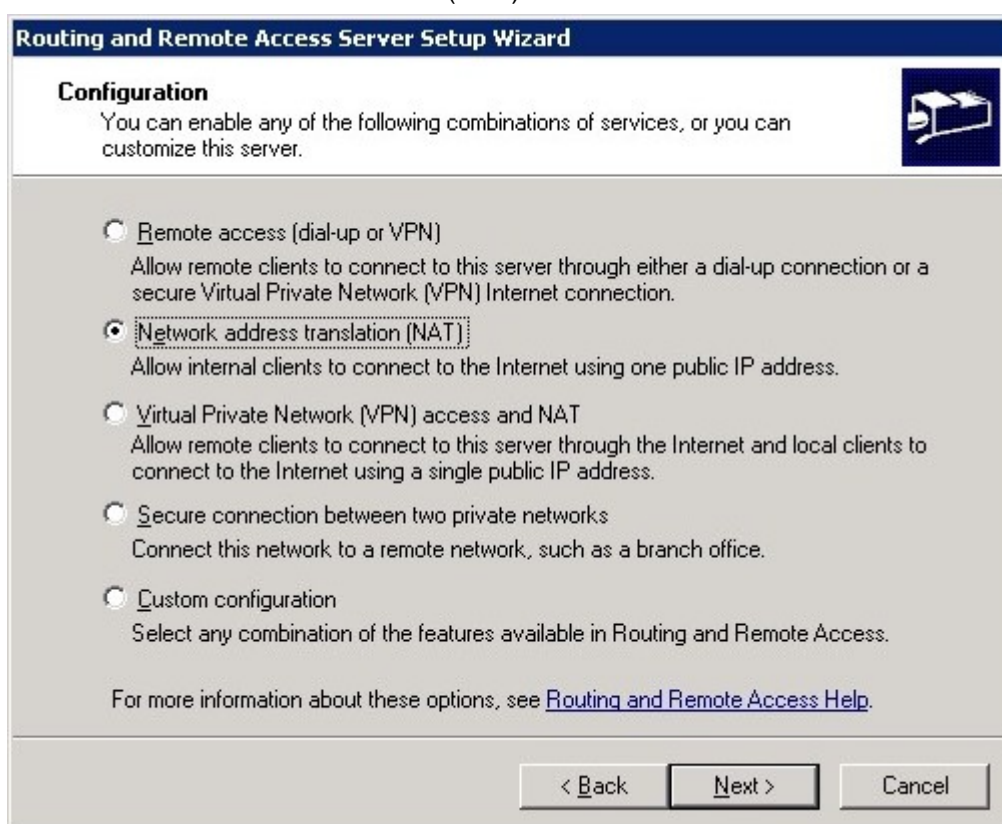 Routing and Remote Access Server Setup Wizard
Configuration
You can enable any of the following combinations of services, or you can
customize this server.
Remote access (dial-up or VPN)
Allow remote clients to connect to this server through either a dial-up connection or a
secure Virtual Private Network (VPN) Internet connection.
Network address translation (NAT)
Allow internal clients to connect to the Internet using one public IP address.
Virtual Private Network (VPN) access and NAT
Allow remote clients to connect to this server through the Internet and local clients to
connect to the Internet using a single public IP address.
Secure connection between two private networks
Connect this network to a remote network, such as a branch office.
Custom configuration
Select any combination of the features available in Routing and Remote Access.
For more information about these options, see Routing and Remote Access Help.
< Back Next > Cancel